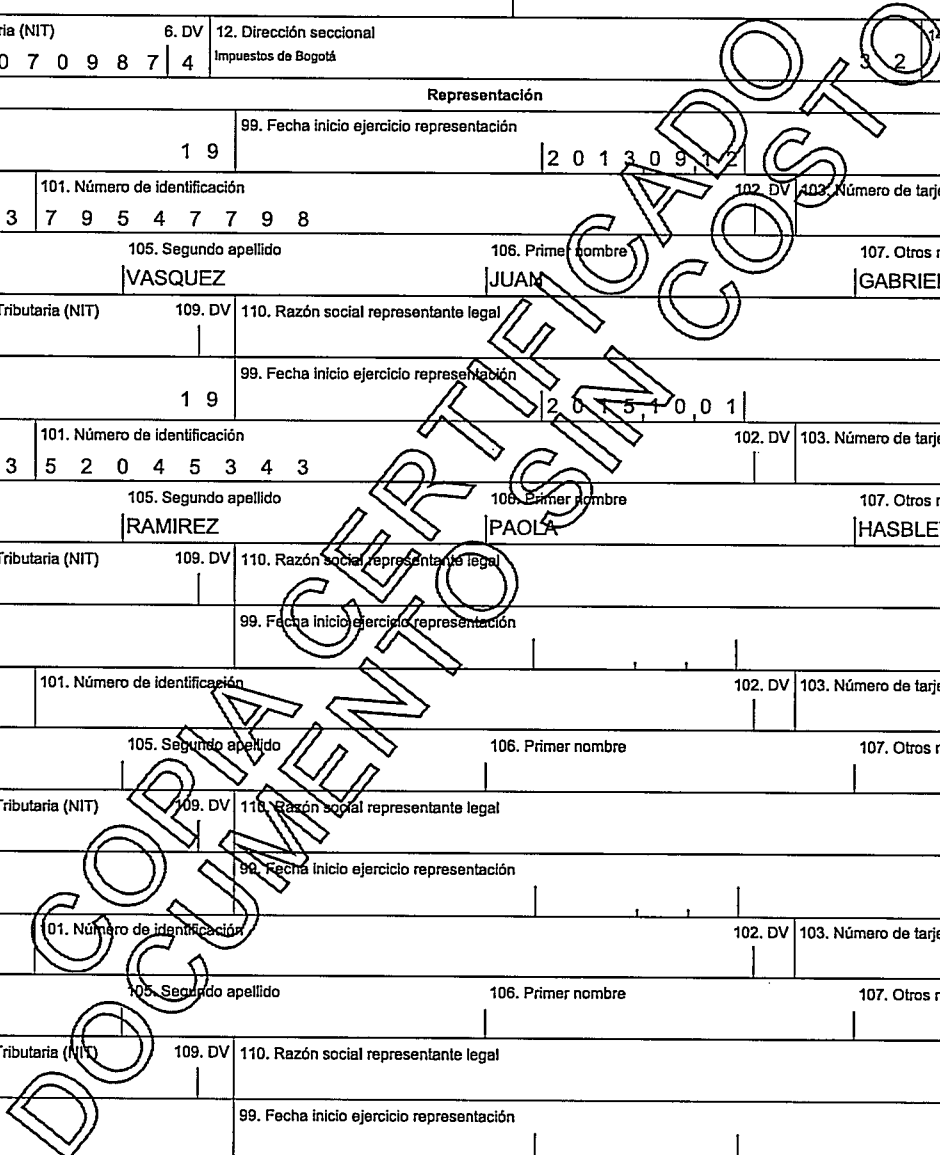 ria (NIT) 6. DV 12. Dirección seccional
Impuestos de Bogotá
0 7 0 9 8 7 4 3 2
Representación
99. Fecha inicio ejercicio representación
1 9 2 0 1 3 0 9 1 2
101. Número de identificación 102. DV 103. Número de tarje
3 7 9 5 4 7 7 9 8
105. Segundo apellido 106. Primer nombre 107. Otros n
VASQUEZ JUAN GABRIEL
Tributaria (NIT) 109. DV 110. Razón social representante legal
99. Fecha inicio ejercicio representación
1 9 2 0 1 5 1 0 0 1
101. Número de identificación 102. DV 103. Número de tarje
3 5 2 0 4 5 3 4 3
105. Segundo apellido 106. Primer nombre 107. Otros n
RAMIREZ PAOLA HASBLE
Tributaria (NIT) 109. DV 110. Razón social representante legal
99. Fecha inicio ejercicio representación
101. Número de identificación 102. DV 103. Número de tarje
105. Segundo apellido 106. Primer nombre 107. Otros n
Tributaria (NIT) 109. DV 110. Razón social representante legal
99. Fecha inicio ejercicio representación
101. Número de identificación 102. DV 103. Número de tarje
105. Segundo apellido 106. Primer nombre 107. Otros n
Tributaria (NIT) 109. DV 110. Razón social representante legal
99. Fecha inicio ejercicio representación
COPIA CERTIFICADO
DOCUMENTO SIN COSTO